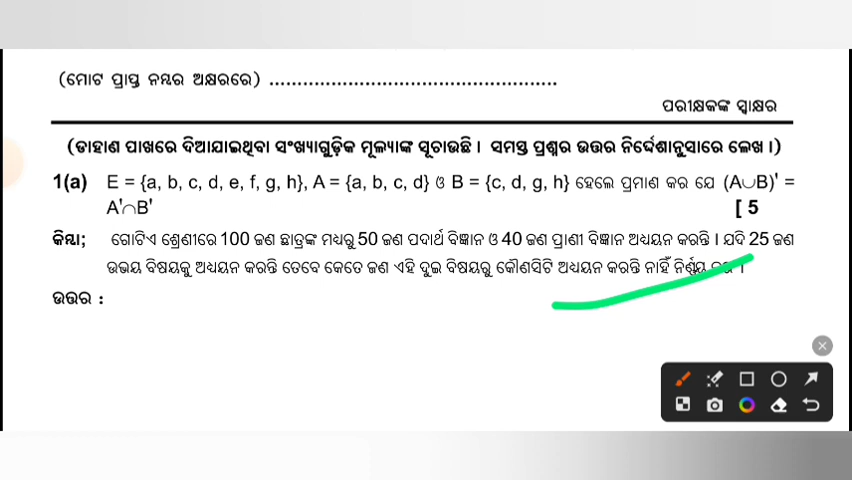 (ମୋଟ ପ୍ରାପ୍ତ ନମ୍ବର ଅକ୍ଷରରେ) ....................................................
ପରୀକ୍ଷକଙ୍କ ସ୍ୱାକ୍ଷର
(ଡାହାଣ ପାଖରେ ଦିଆଯାଇଥିବା ସଂଖ୍ୟାଗୁଡ଼ିକ ମୂଲ୍ୟାଙ୍କ ସୂଚାଉଛି । ସମସ୍ତ ପ୍ରଶ୍ନର ଉତ୍ତର ନିର୍ଦ୍ଦେଶାନୁସାରେ ଲେଖ ।)
1(a) E = {a, b, c, d, e, f, g, h}, A = {a, b, c, d} ଓ B = {c, d, g, h} ହେଲେ ପ୍ରମାଣ କର ଯେ (A∪B)' =
A'∩B' [ 5
କିମ୍ବା; ଗୋଟିଏ ଶ୍ରେଣୀରେ 100 ଜଣ ଛାତ୍ରଙ୍କ ମଧ୍ୟରୁ 50 ଜଣ ପଦାର୍ଥ ବିଜ୍ଞାନ ଓ 40 ଜଣ ପ୍ରାଣୀ ବିଜ୍ଞାନ ଅଧ୍ୟୟନ କରନ୍ତି । ଯଦି 25 ଜଣ
ଉଭୟ ବିଷୟକୁ ଅଧ୍ୟୟନ କରନ୍ତି ତେବେ କେତେ ଜଣ ଏହି ଦୁଇ ବିଷୟରୁ କୌଣସିଟି ଅଧ୍ୟୟନ କରନ୍ତି ନାହିଁ ନିର୍ଣ୍ଣୟ ।
ଉତ୍ତର :